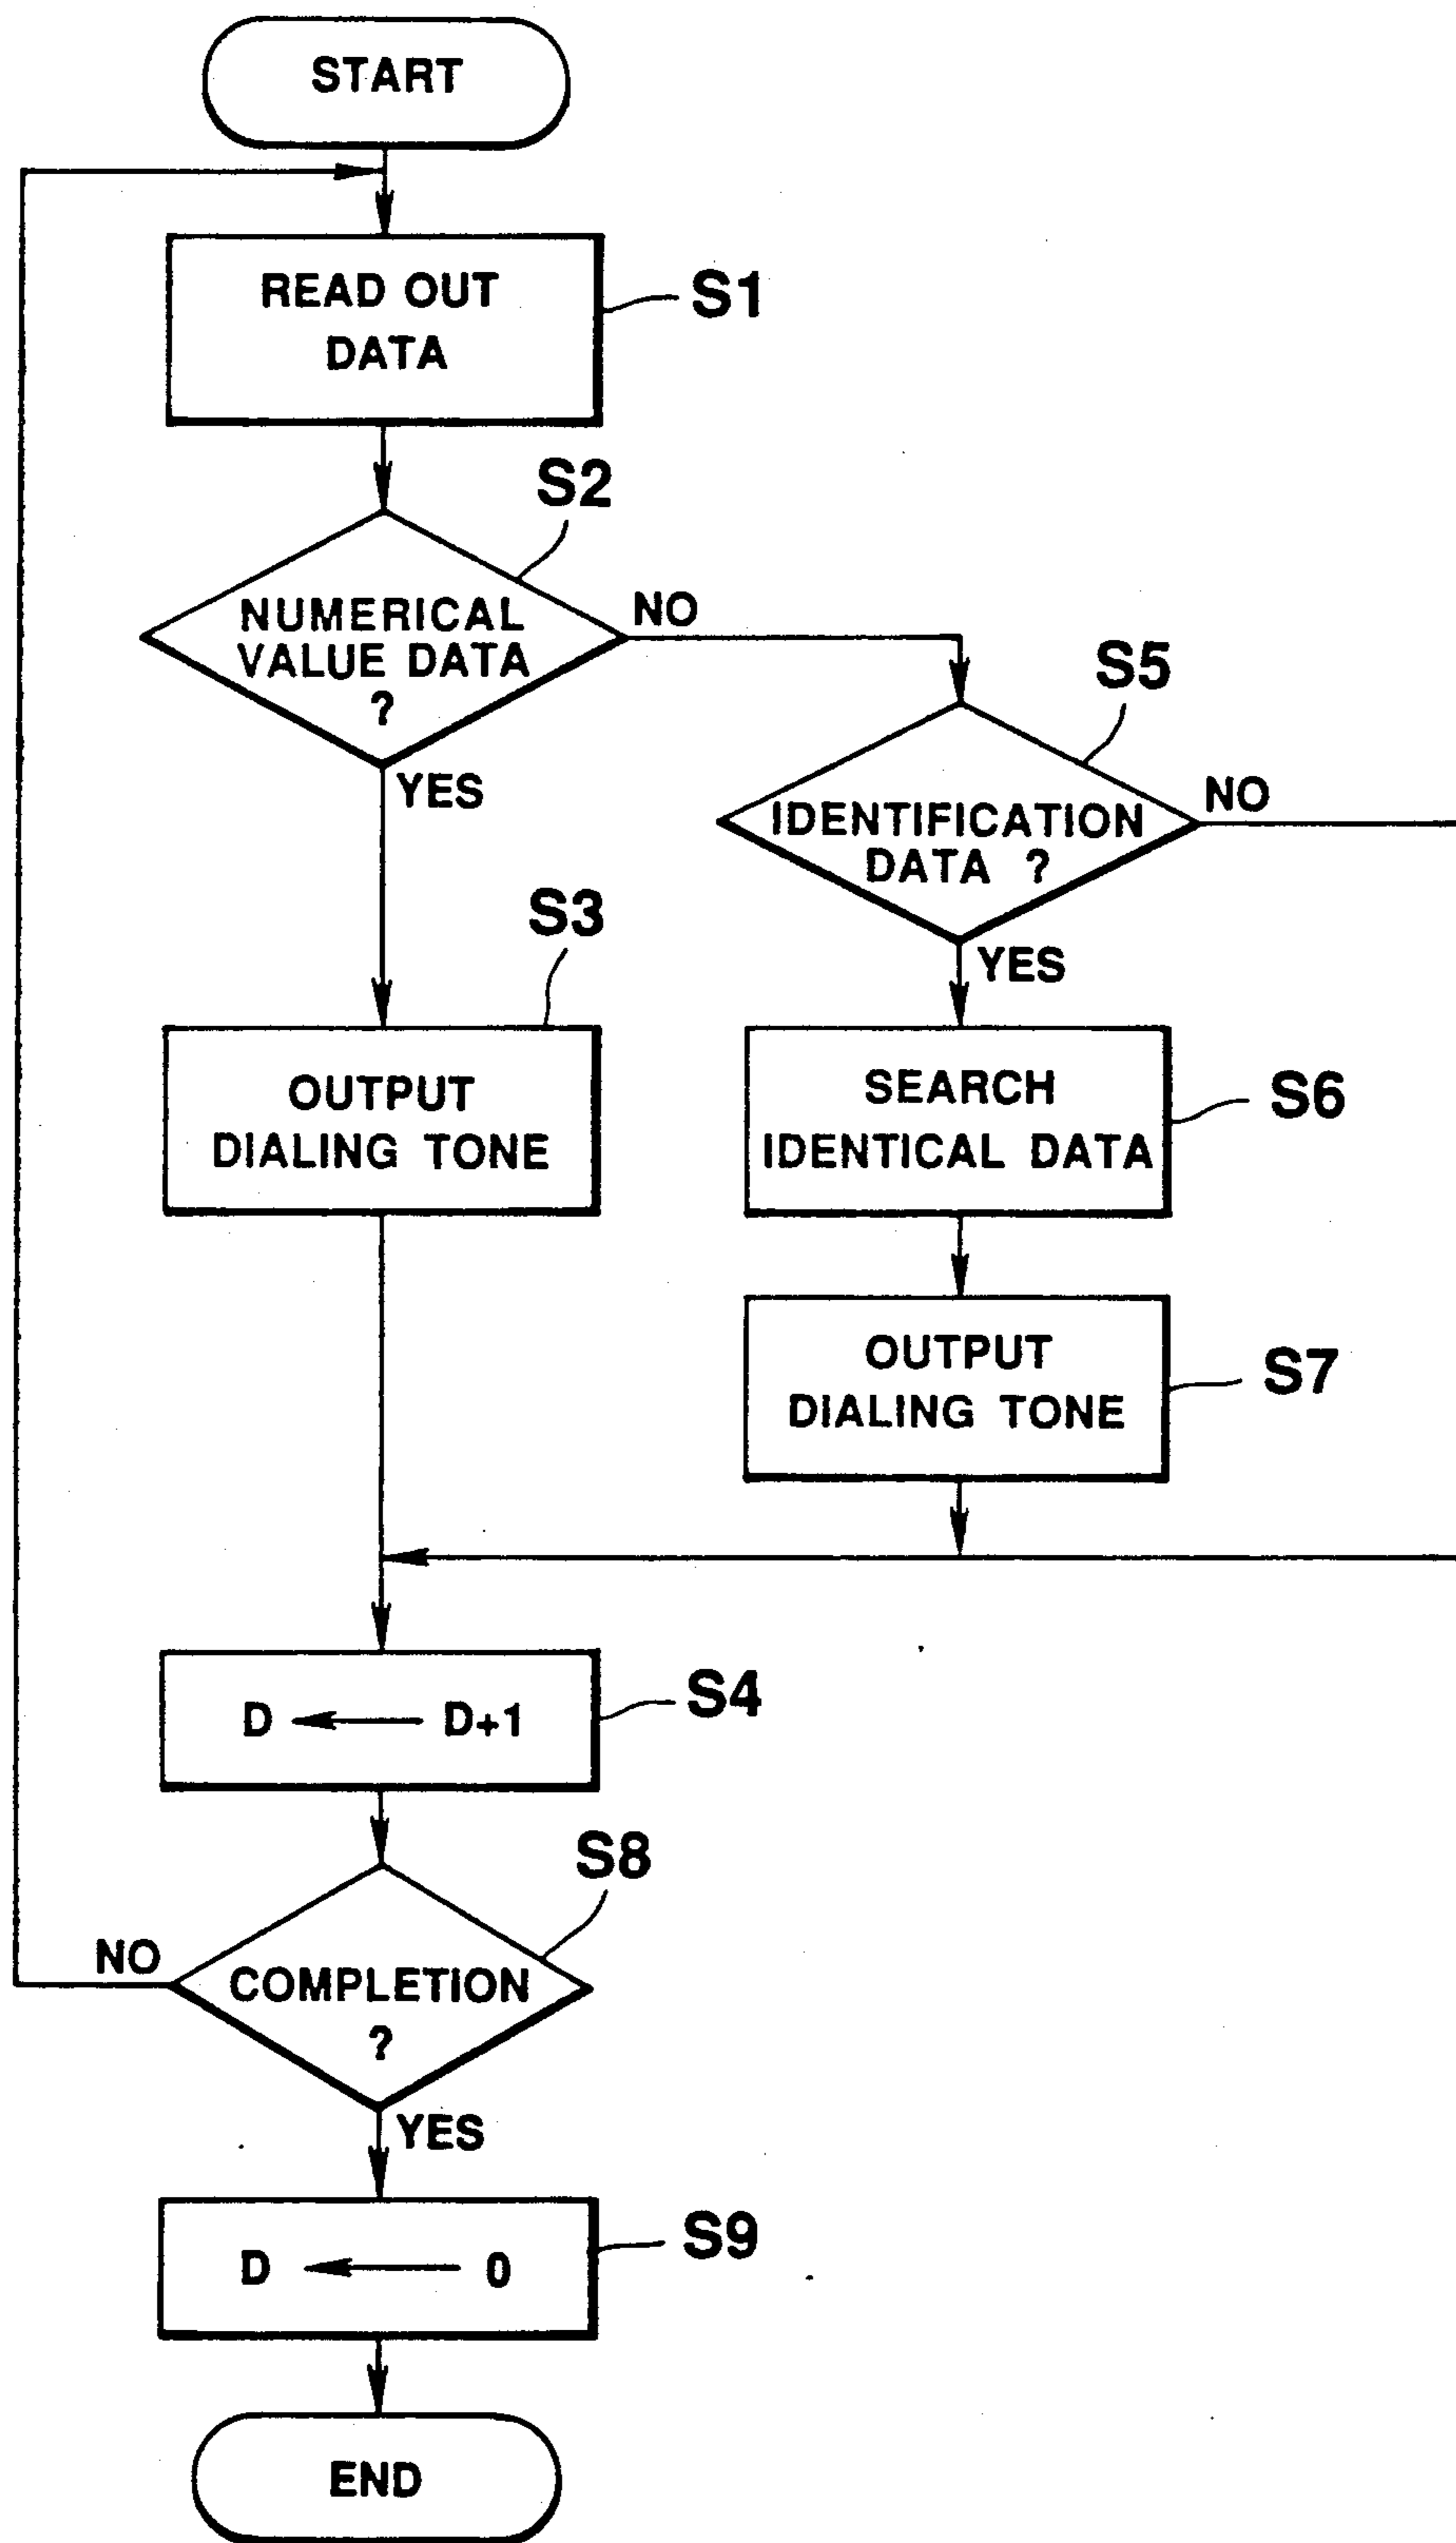 START
READ OUT
DATA
S1
S2
NUMERICAL
VALUE DATA
?
NO
YES
S5
IDENTIFICATION
DATA ?
NO
YES
S3
OUTPUT
DIALING TONE
SEARCH
IDENTICAL DATA
S6
OUTPUT
DIALING TONE
S7
D ← D+1
S4
S8
COMPLETION
?
NO
YES
D ← 0
S9
END